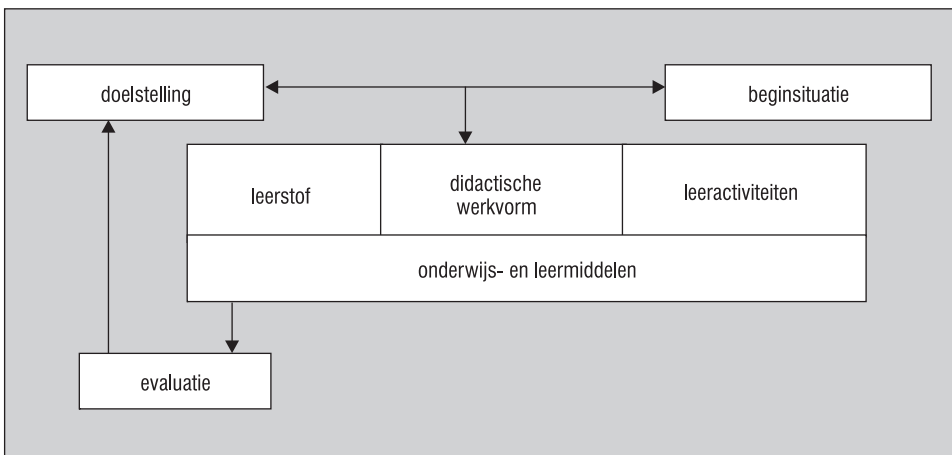 doelstelling
beginsituatie
leerstof
didactische
werkvorm
leeractiviteiten
onderwijs- en leermiddelen
evaluatie